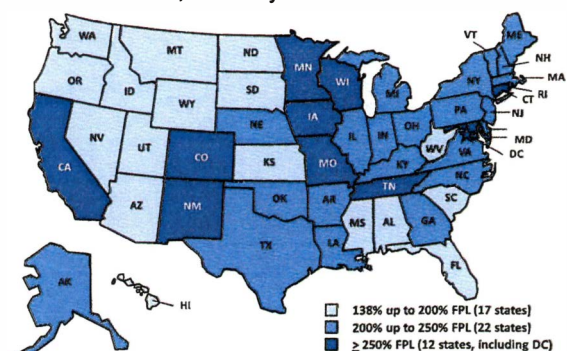 WA
MT
ND
MN
VT
ME
NH
OR
ID
SD
WI
NY
MA
WY
MI
RI
CT
IA
PA
NJ
NE
NV
IL
IN
OH
MD
UT
CO
WV
VA
DC
CA
KS
MO
KY
NC
TN
AZ
NM
OK
AR
SC
MS
AL
GA
TX
LA
FL
AK
HI
138% up to 200% FPL (17 states)
200% up to 250% FPL (22 states)
≥ 250% FPL (12 states, including DC)